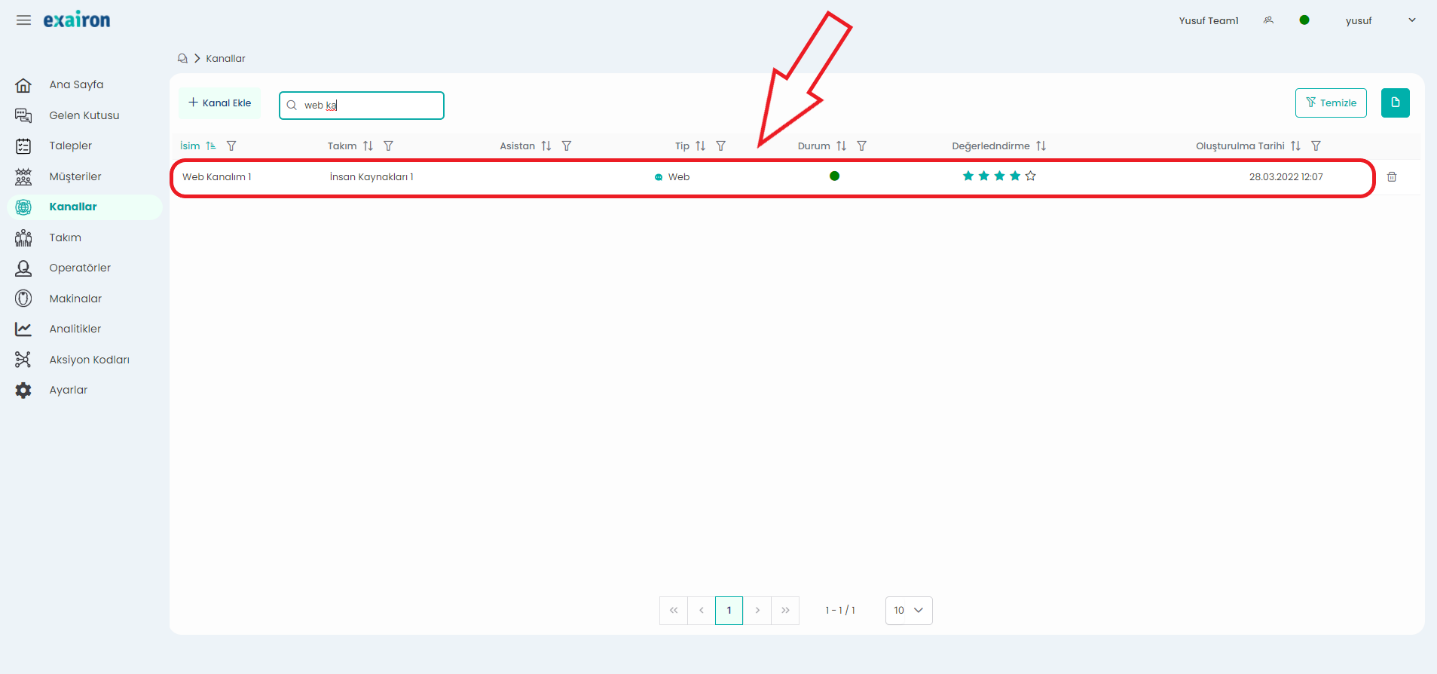 exairon
Yusuf Team1
yusuf
Kanallar
Ana Sayfa
Gelen Kutusu
Talepler
Müşteriler
Kanallar
Takım
Operatörler
Makinalar
Analitikler
Aksiyon Kodları
Ayarlar
+ Kanal Ekle
web ka
Temizle
İsim Takım Asistan Tip Durum Değerledndirme Oluşturulma Tarihi
Web Kanalım 1 İnsan Kaynakları 1 Web 28.03.2022 12:07
« ‹ 1 › » 1 - 1 / 1 10